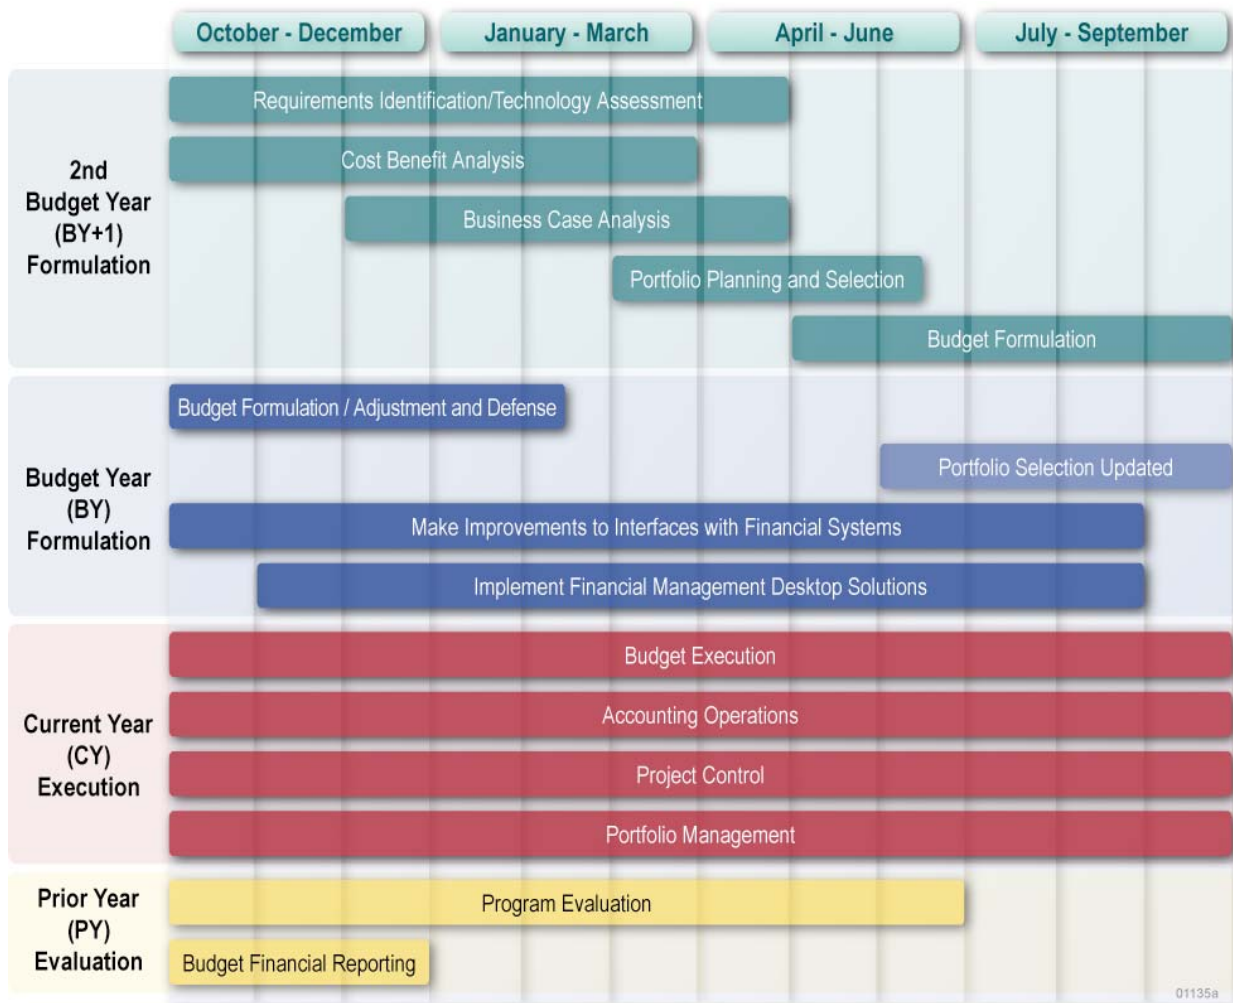 October - December
January - March
April - June
July - September
2nd
Budget Year
(BY+1)
Formulation
Requirements Identification/Technology Assessment
Cost Benefit Analysis
Business Case Analysis
Portfolio Planning and Selection
Budget Formulation
Budget Year
(BY)
Formulation
Budget Formulation / Adjustment and Defense
Portfolio Selection Updated
Make Improvements to Interfaces with Financial Systems
Implement Financial Management Desktop Solutions
Current Year
(CY)
Execution
Budget Execution
Accounting Operations
Project Control
Portfolio Management
Prior Year
(PY)
Evaluation
Program Evaluation
Budget Financial Reporting
01135a